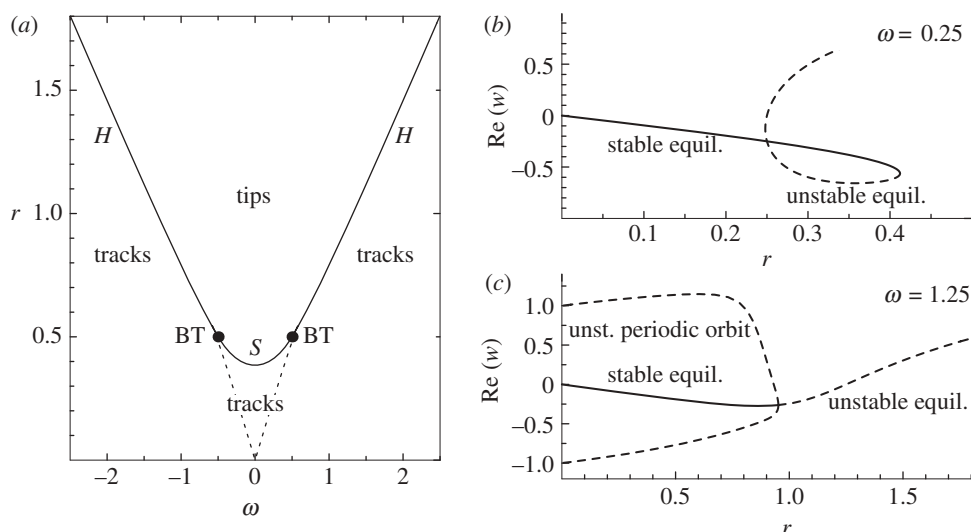 (a)
1.5
1.0
0.5
r
H
H
tips
tracks
tracks
BT
S
BT
tracks
−2
−1
0
1
2
ω
(b)
ω = 0.25
0.5
0
−0.5
Re (w)
stable equil.
unstable equil.
0.1
0.2
0.3
0.4
r
(c)
ω = 1.25
1.0
0.5
0
−0.5
−1.0
Re (w)
unst. periodic orbit
stable equil.
unstable equil.
0.5
1.0
1.5
r